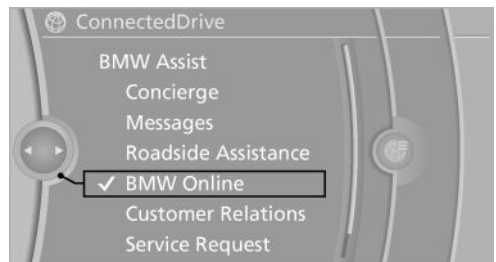 ConnectedDrive
BMW Assist
Concierge
Messages
Roadside Assistance
BMW Online
Customer Relations
Service Request